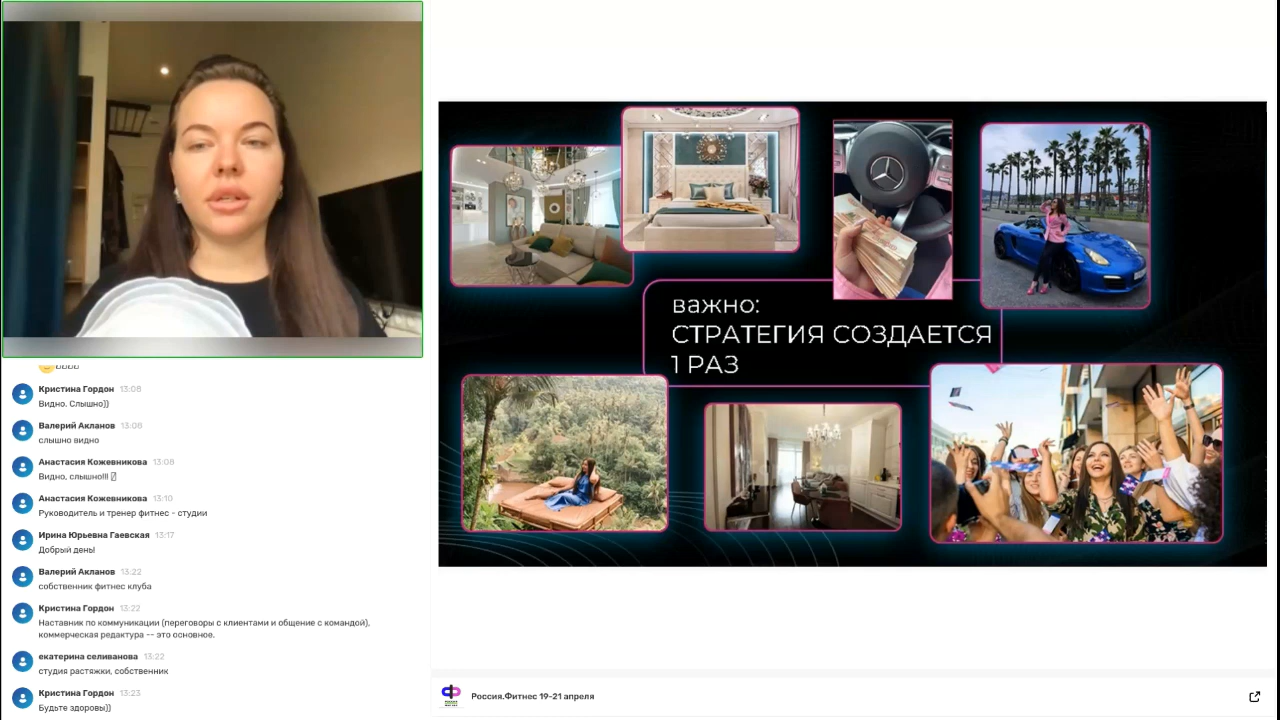 Кристина Гордон 13:08
Видно. Слышно))
Валерий Акланов 13:08
слышно видно
Анастасия Кожевникова 13:08
Видно, слышно!!!
Анастасия Кожевникова 13:10
Руководитель и тренер фитнес - студии
Ирина Юрьевна Гаевская 13:17
Добрый день!
Валерий Акланов 13:22
собственник фитнес клуба
Кристина Гордон 13:22
Наставник по коммуникации (переговоры с клиентами и общение с командой),
коммерческая редактура -- это основное.
екатерина селиванова 13:22
студия растяжки, собственник
Кристина Гордон 13:23
Будьте здоровы))
важно:
СТРАТЕГИЯ СОЗДАЕТСЯ
1 РАЗ
Россия.Фитнес 19-21 апреля